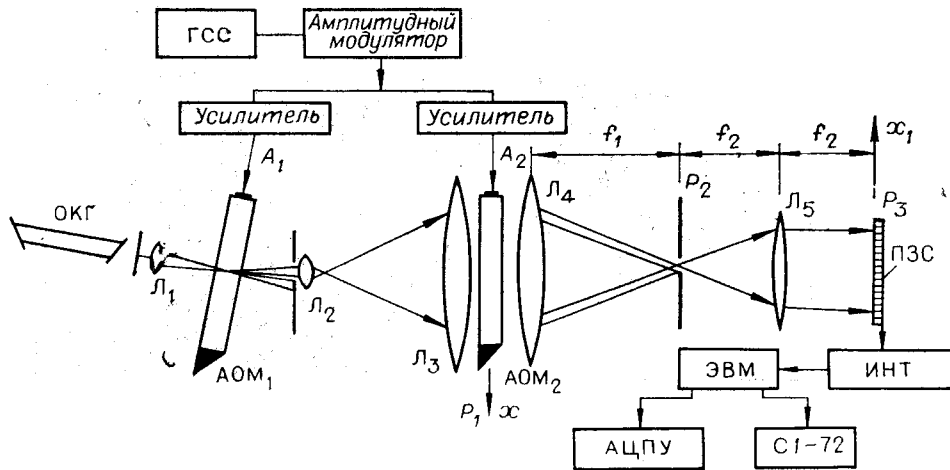 ГСС
Амплитудный
модулятор
Усилитель
Усилитель
A₁
A₂
f₁
f₂
f₂
x₁
ОКГ
Л₁
Л₂
Л₃
Л₄
P₂
Л₅
P₃
ПЗС
АОМ₁
АОМ₂
P₁
x
ЭВМ
ИНТ
АЦПУ
С1-72